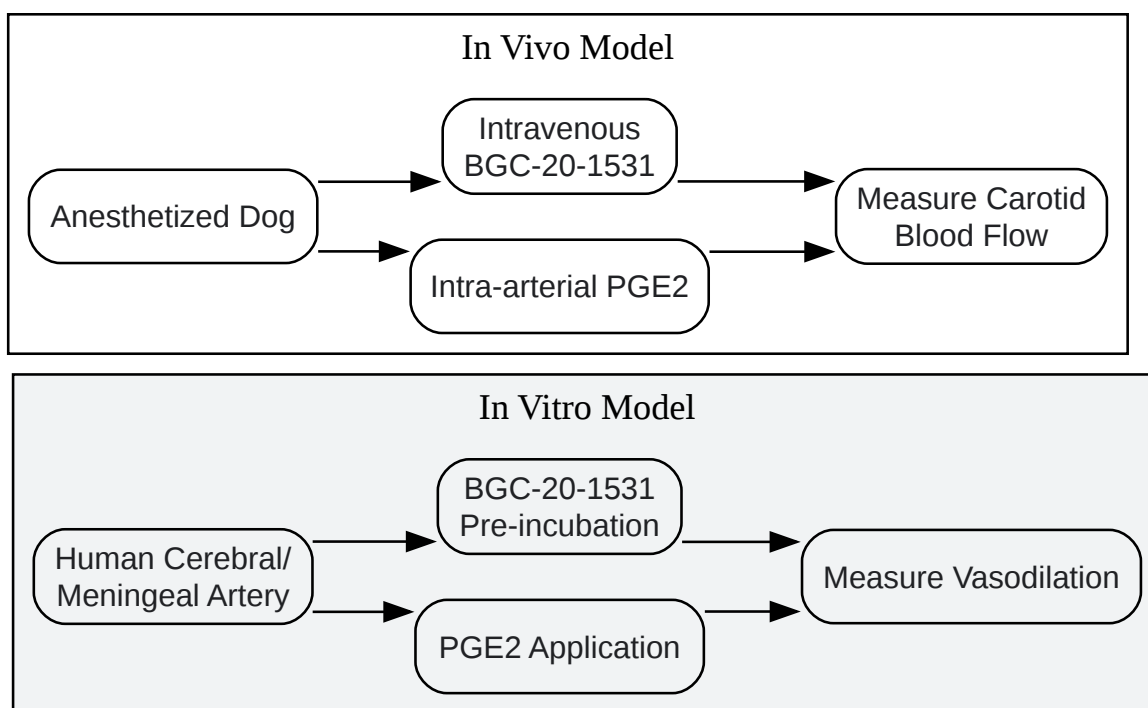 In Vivo Model
Intravenous
BGC-20-1531
Anesthetized Dog
Measure Carotid
Blood Flow
Intra-arterial PGE2
In Vitro Model
BGC-20-1531
Pre-incubation
Human Cerebral/
Meningeal Artery
Measure Vasodilation
PGE2 Application